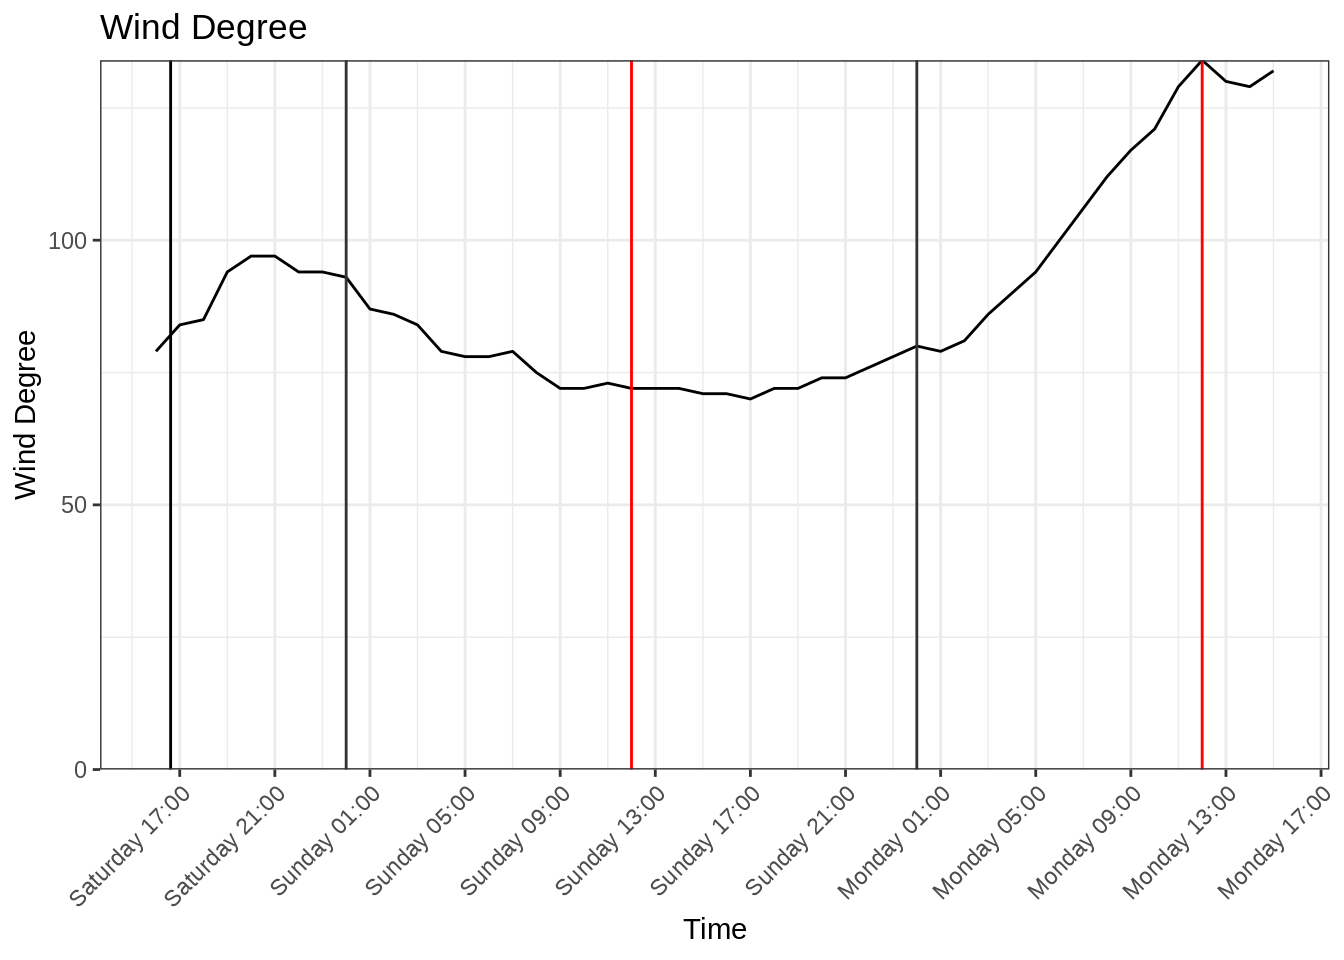 Wind Degree
Wind Degree
100
50
0
Saturday 17:00
Saturday 21:00
Sunday 01:00
Sunday 05:00
Sunday 09:00
Sunday 13:00
Sunday 17:00
Sunday 21:00
Monday 01:00
Monday 05:00
Monday 09:00
Monday 13:00
Monday 17:00
Time